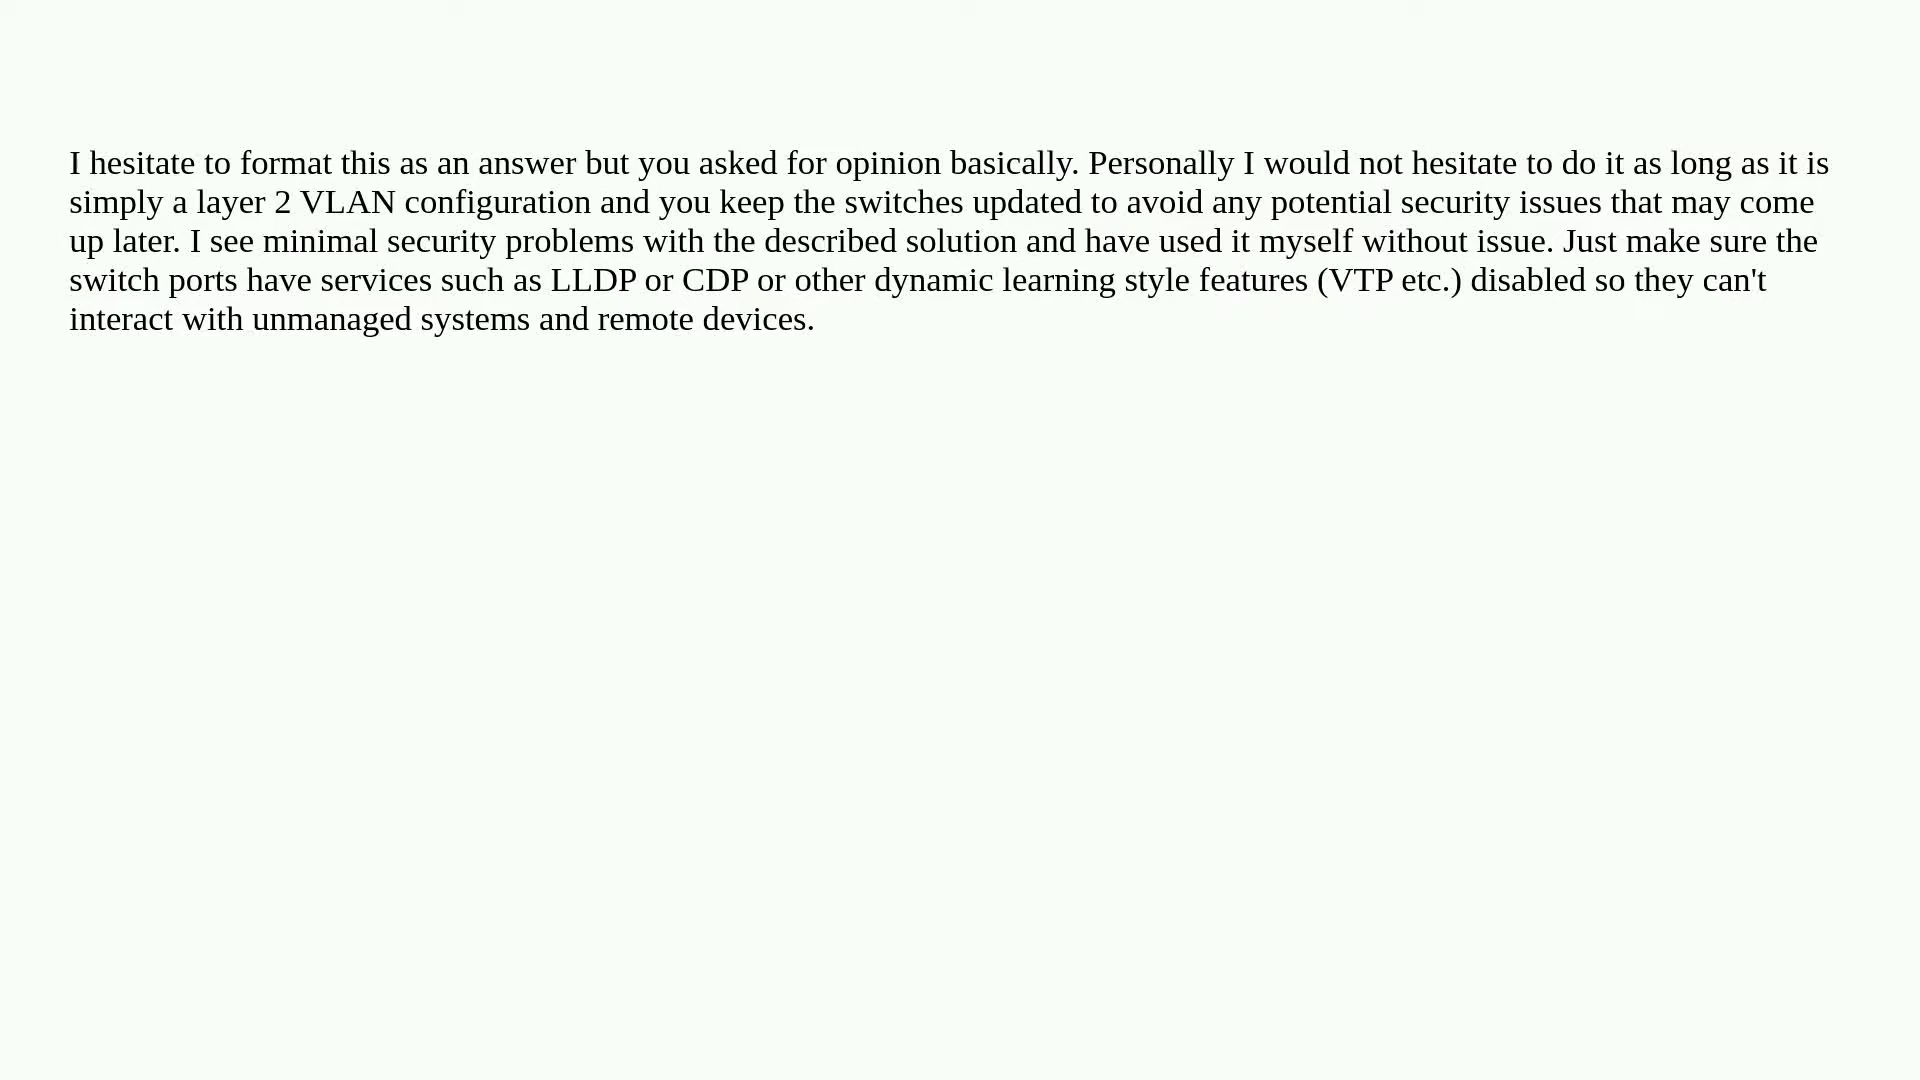 I hesitate to format this as an answer but you asked for opinion basically. Personally I would not hesitate to do it as long as it is
simply a layer 2 VLAN configuration and you keep the switches updated to avoid any potential security issues that may come
up later. I see minimal security problems with the described solution and have used it myself without issue. Just make sure the
switch ports have services such as LLDP or CDP or other dynamic learning style features (VTP etc.) disabled so they can't
interact with unmanaged systems and remote devices.